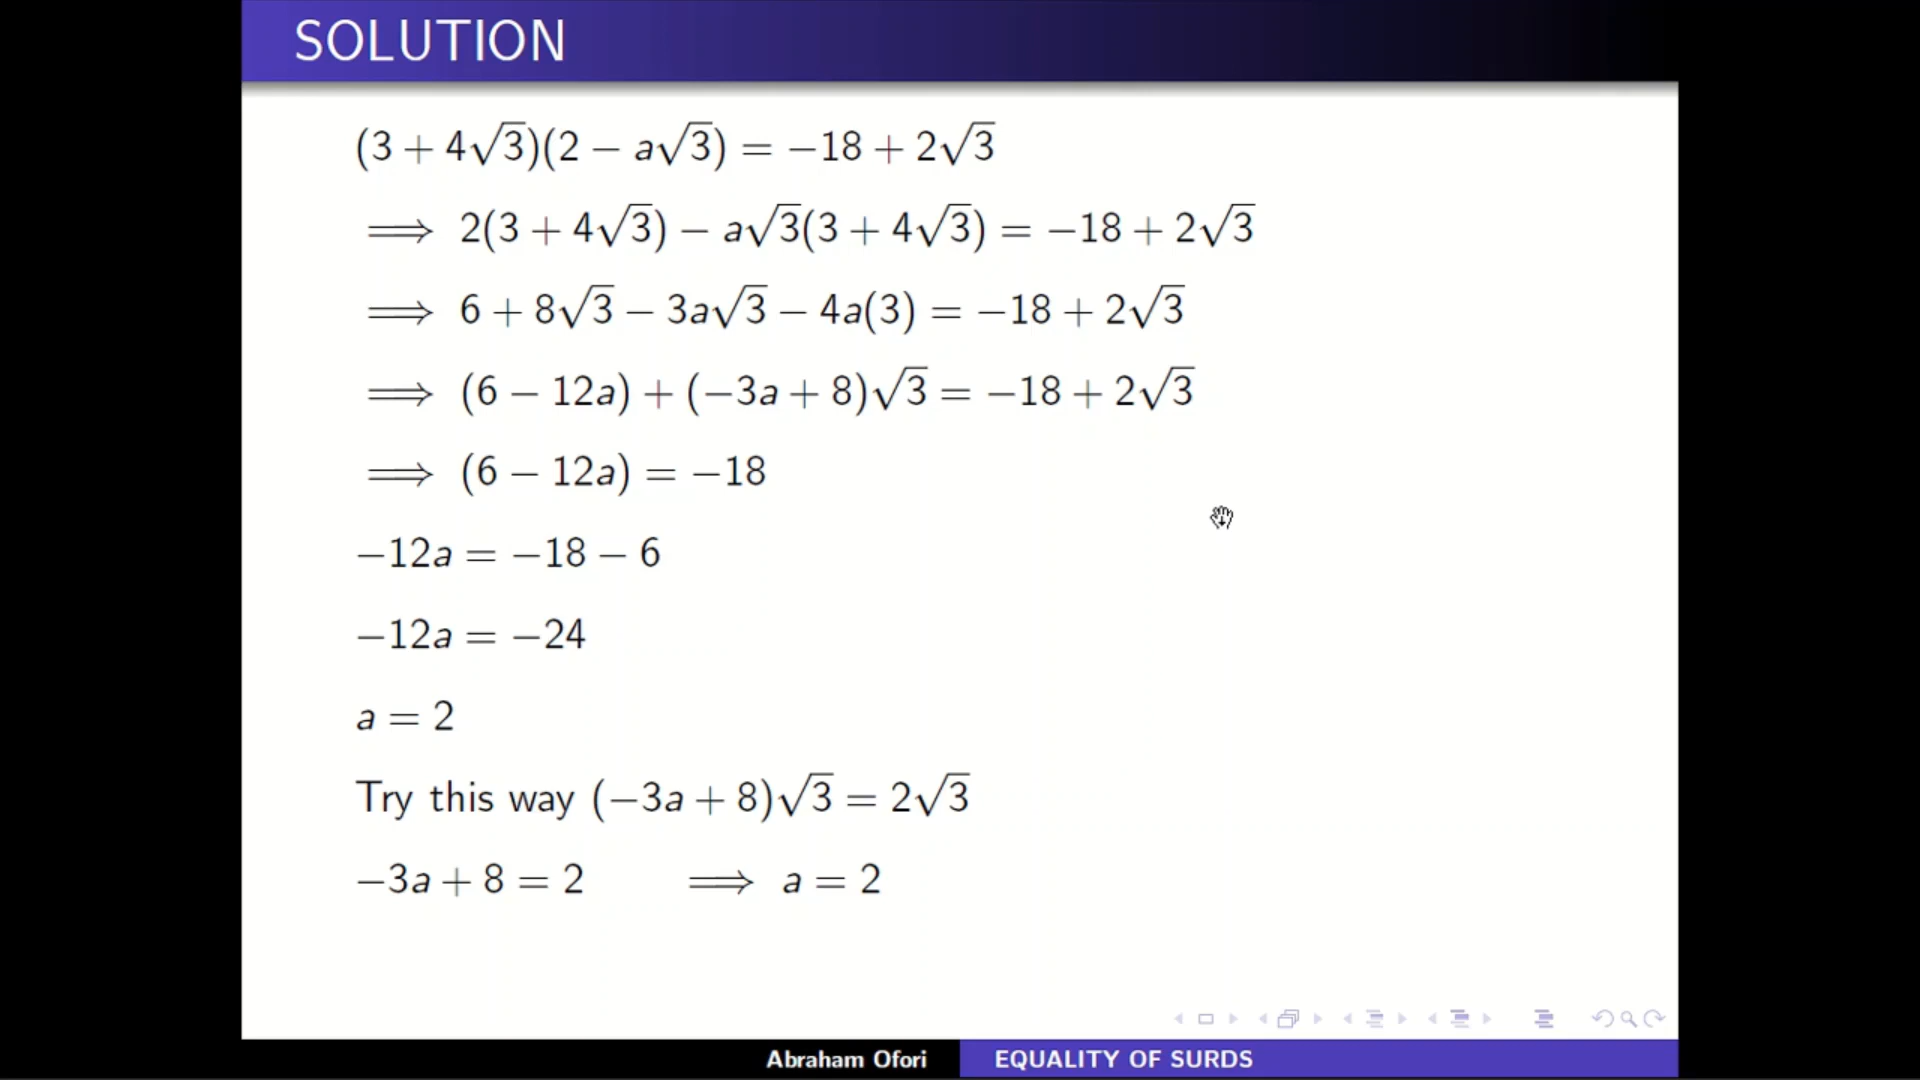 SOLUTION
(3 + 4√3)(2 − a√3) = −18 + 2√3
⟹ 2(3 + 4√3) − a√3(3 + 4√3) = −18 + 2√3
⟹ 6 + 8√3 − 3a√3 − 4a(3) = −18 + 2√3
⟹ (6 − 12a) + (−3a + 8)√3 = −18 + 2√3
⟹ (6 − 12a) = −18
−12a = −18 − 6
−12a = −24
a = 2
Try this way (−3a + 8)√3 = 2√3
−3a + 8 = 2 ⟹ a = 2
Abraham Ofori EQUALITY OF SURDS